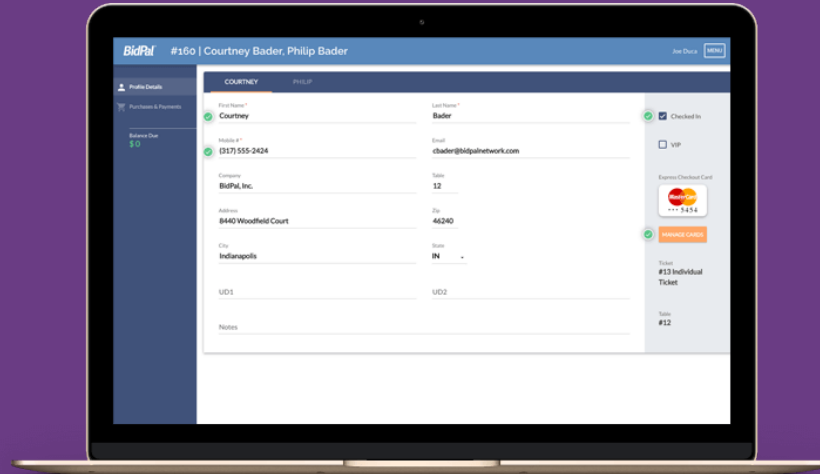 BidPal #160 | Courtney Bader, Philip Bader
Joe Duca MENU
Profile Details
Purchases & Payments
Balance Due
$0
COURTNEY PHILIP
First Name *
Courtney
Last Name *
Bader
Mobile # *
(317) 555-2424
Email
cbader@bidpalnetwork.com
Company
BidPal, Inc.
Table
12
Address
8440 Woodfield Court
Zip
46240
City
Indianapolis
State
IN
UD1
UD2
Notes
Checked In
VIP
Express Checkout Card
MasterCard
5454
MANAGE CARDS
Ticket
#13 Individual
Ticket
Table
#12